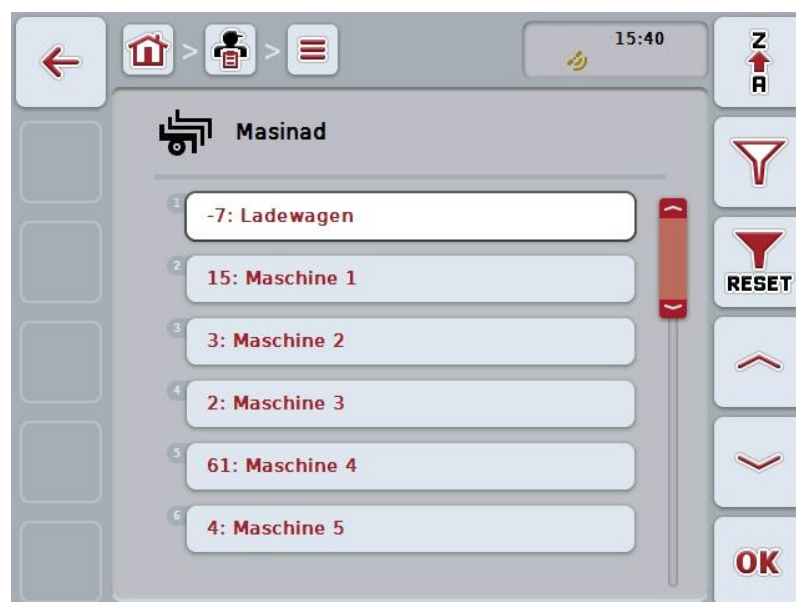 15:40
Z
A
Masinad
1
-7: Ladewagen
2
15: Maschine 1
RESET
3
3: Maschine 2
4
2: Maschine 3
5
61: Maschine 4
6
4: Maschine 5
OK